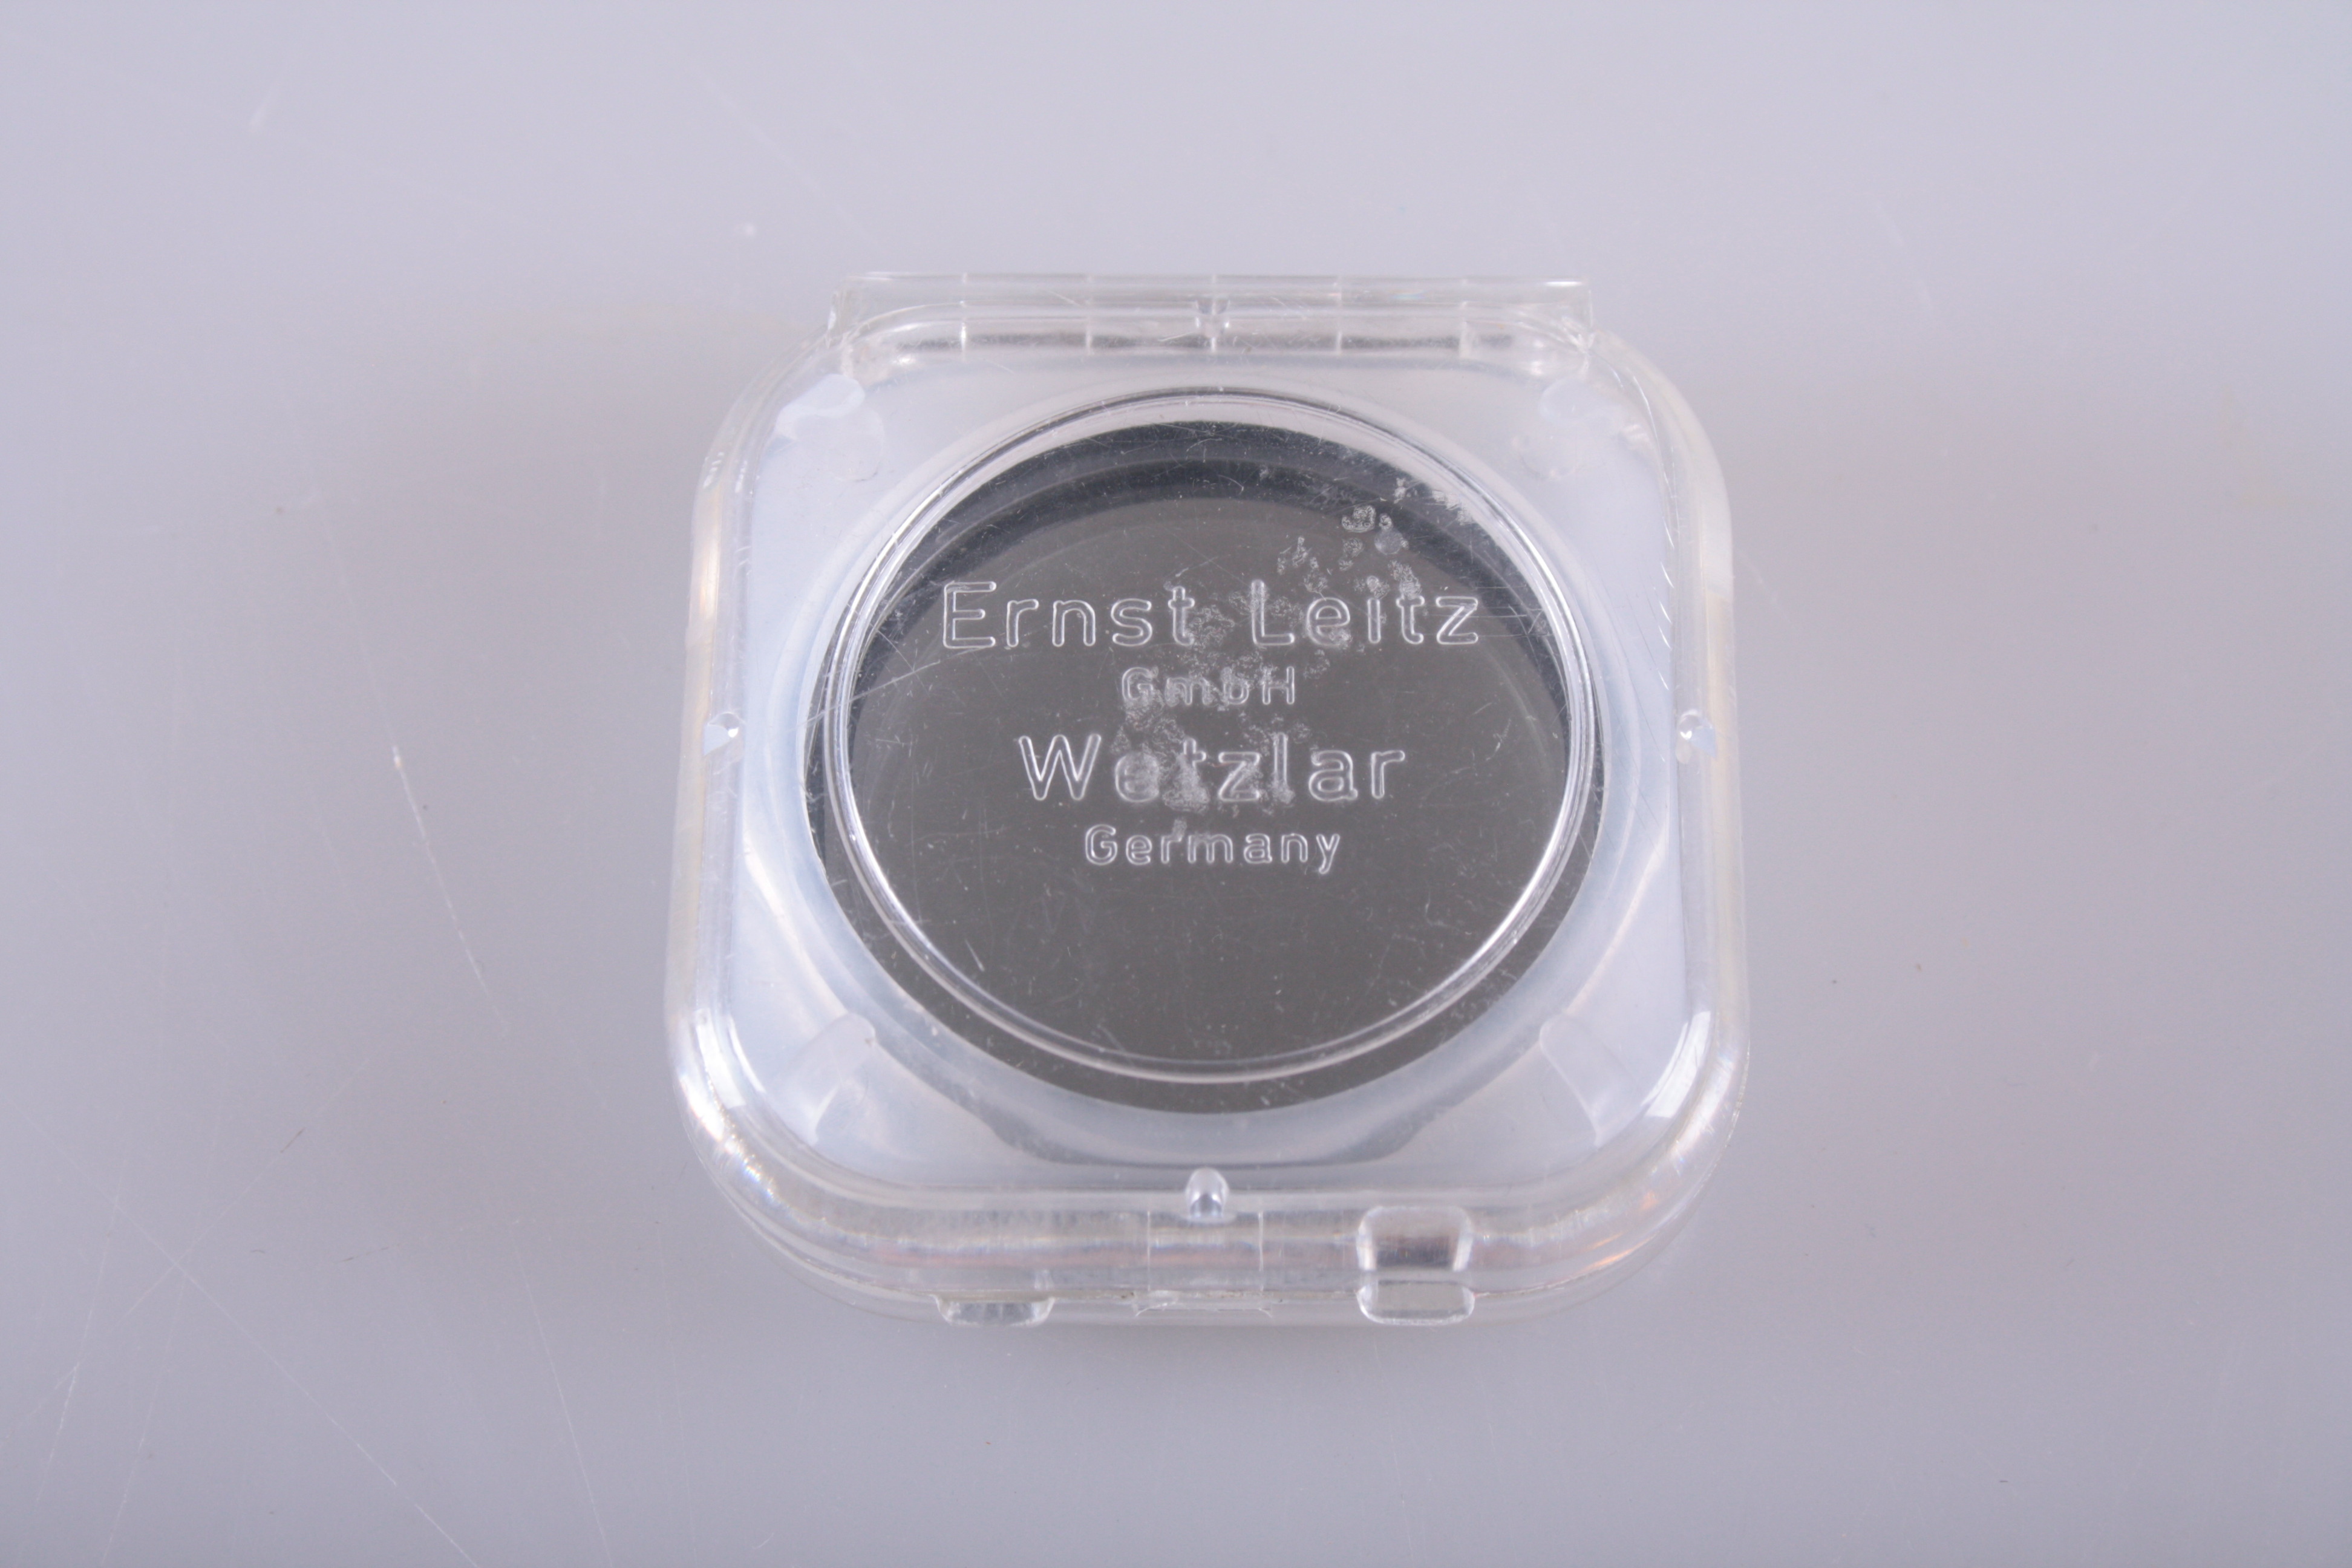 Ernst Leitz
GmbH
Wetzlar
Germany